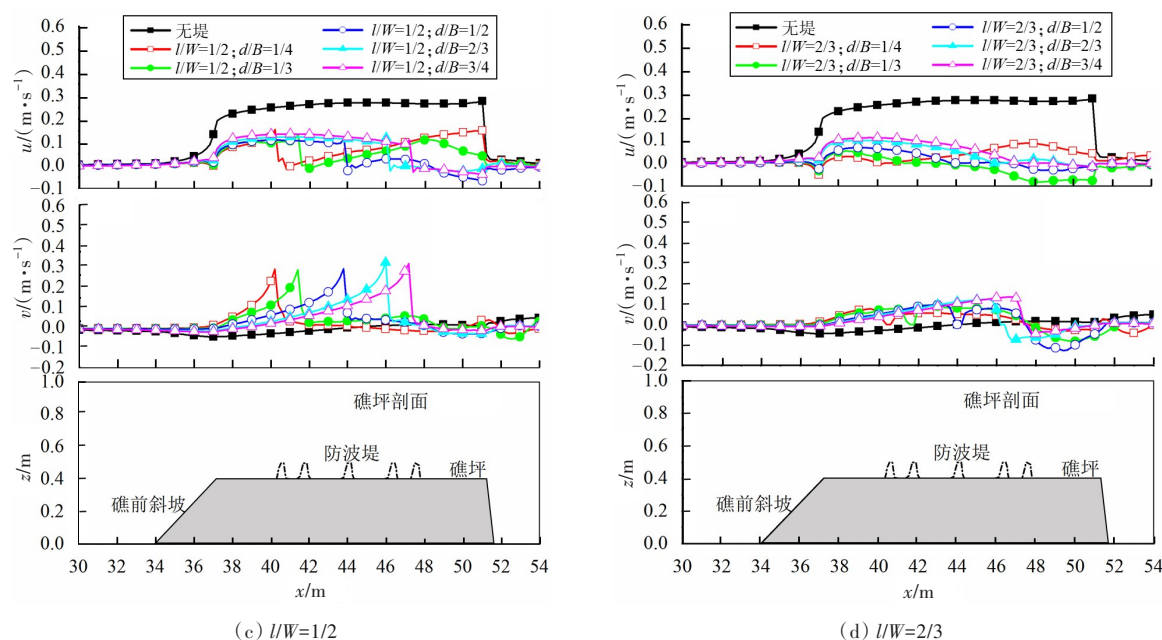 0.6
0.5
0.4
0.3
0.2
0.1
0.0
−0.1
u/(m·s⁻¹)
无堤
l/W=1/2; d/B=1/4
l/W=1/2; d/B=1/3
l/W=1/2; d/B=1/2
l/W=1/2; d/B=2/3
l/W=1/2; d/B=3/4
0.6
0.5
0.4
0.3
0.2
0.1
0.0
−0.1
−0.2
v/(m·s⁻¹)
1.0
0.8
0.6
0.4
0.2
0.0
z/m
礁坪剖面
防波堤
礁坪
礁前斜坡
30 32 34 36 38 40 42 44 46 48 50 52 54
x/m
(c) l/W=1/2
0.6
0.5
0.4
0.3
0.2
0.1
0.0
−0.1
u/(m·s⁻¹)
无堤
l/W=2/3; d/B=1/4
l/W=2/3; d/B=1/3
l/W=2/3; d/B=1/2
l/W=2/3; d/B=2/3
l/W=2/3; d/B=3/4
0.6
0.5
0.4
0.3
0.2
0.1
0.0
−0.1
−0.2
v/(m·s⁻¹)
1.0
0.8
0.6
0.4
0.2
0.0
z/m
礁坪剖面
防波堤
礁坪
礁前斜坡
30 32 34 36 38 40 42 44 46 48 50 52 54
x/m
(d) l/W=2/3